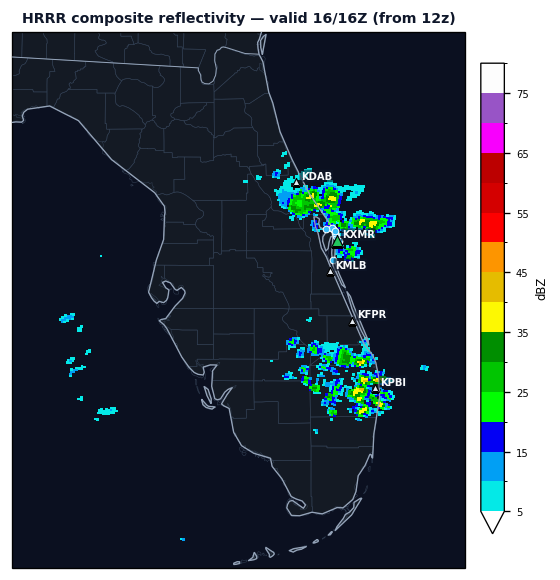 HRRR composite reflectivity — valid 16/16Z (from 12z)
KDAB
KXMR
KMLB
KFPR
KPBI
75
65
55
45
35
25
15
5
dBZ